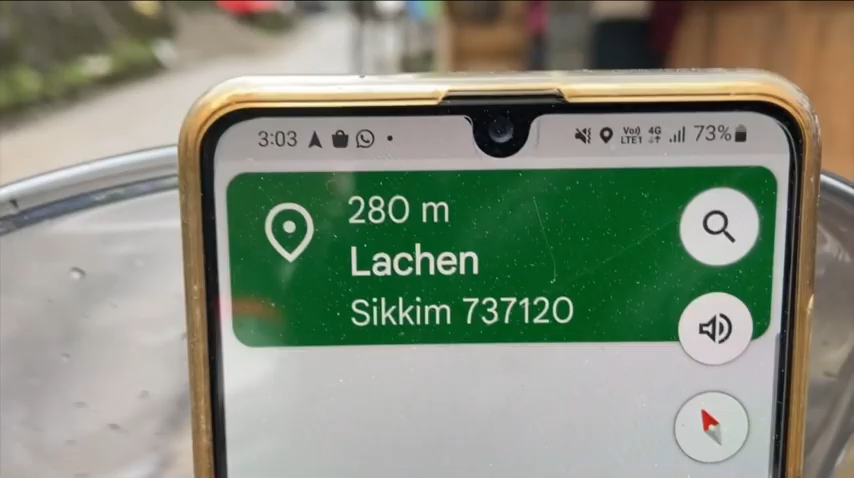 3:03
Vo)) 4G 73%
LTE1
280 m
Lachen
Sikkim 737120